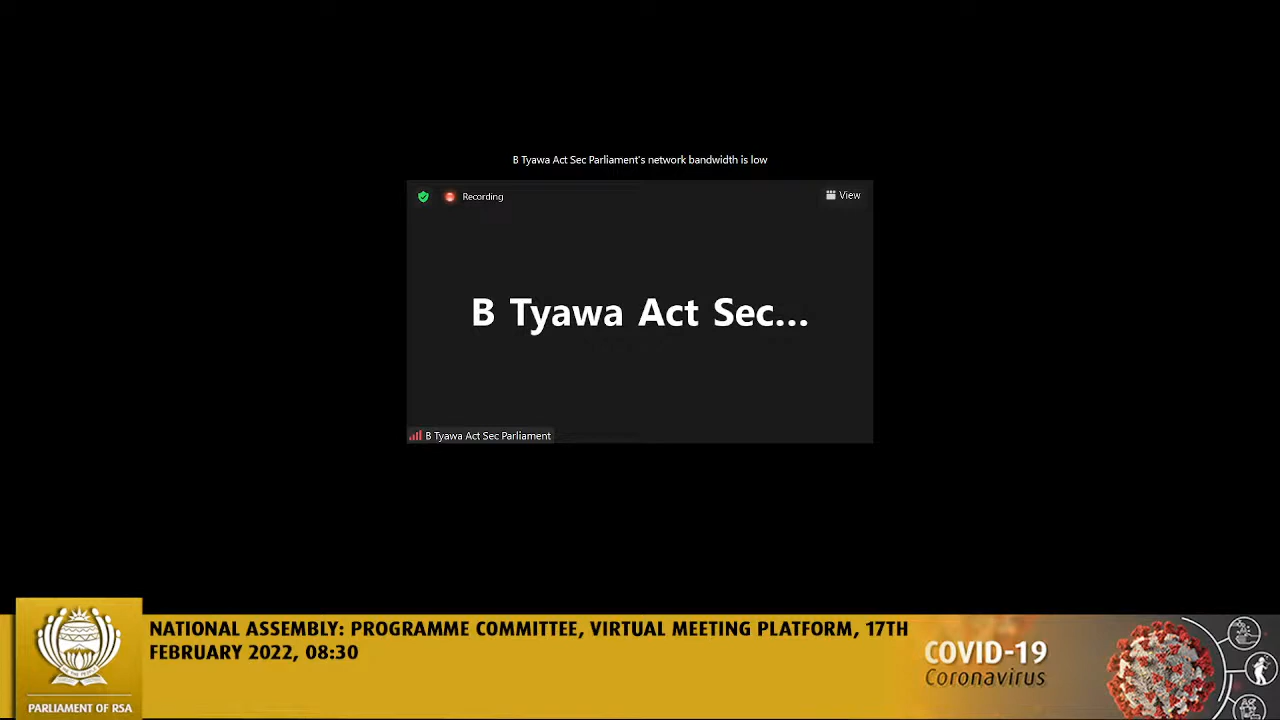 B Tyawa Act Sec Parliament's network bandwidth is low
Recording
View
B Tyawa Act Sec...
B Tyawa Act Sec Parliament
NATIONAL ASSEMBLY: PROGRAMME COMMITTEE, VIRTUAL MEETING PLATFORM, 17TH
FEBRUARY 2022, 08:30
COVID-19
Coronavirus
PARLIAMENT OF RSA